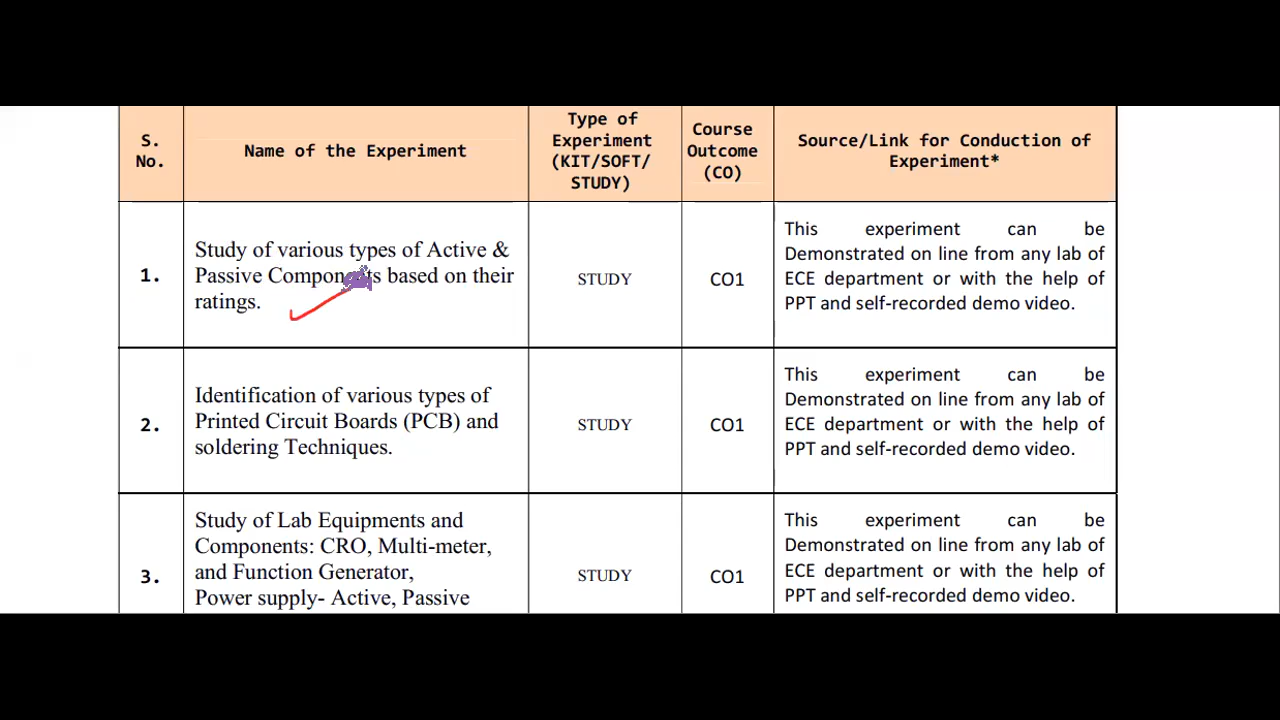 S.
No.
Name of the Experiment
Type of
Experiment
(KIT/SOFT/
STUDY)
Course
Outcome
(CO)
Source/Link for Conduction of
Experiment*
1.
Study of various types of Active &
Passive Components based on their
ratings.
STUDY
CO1
This experiment can be
Demonstrated on line from any lab of
ECE department or with the help of
PPT and self-recorded demo video.
2.
Identification of various types of
Printed Circuit Boards (PCB) and
soldering Techniques.
STUDY
CO1
This experiment can be
Demonstrated on line from any lab of
ECE department or with the help of
PPT and self-recorded demo video.
3.
Study of Lab Equipments and
Components: CRO, Multi-meter,
and Function Generator,
Power supply- Active, Passive
STUDY
CO1
This experiment can be
Demonstrated on line from any lab of
ECE department or with the help of
PPT and self-recorded demo video.